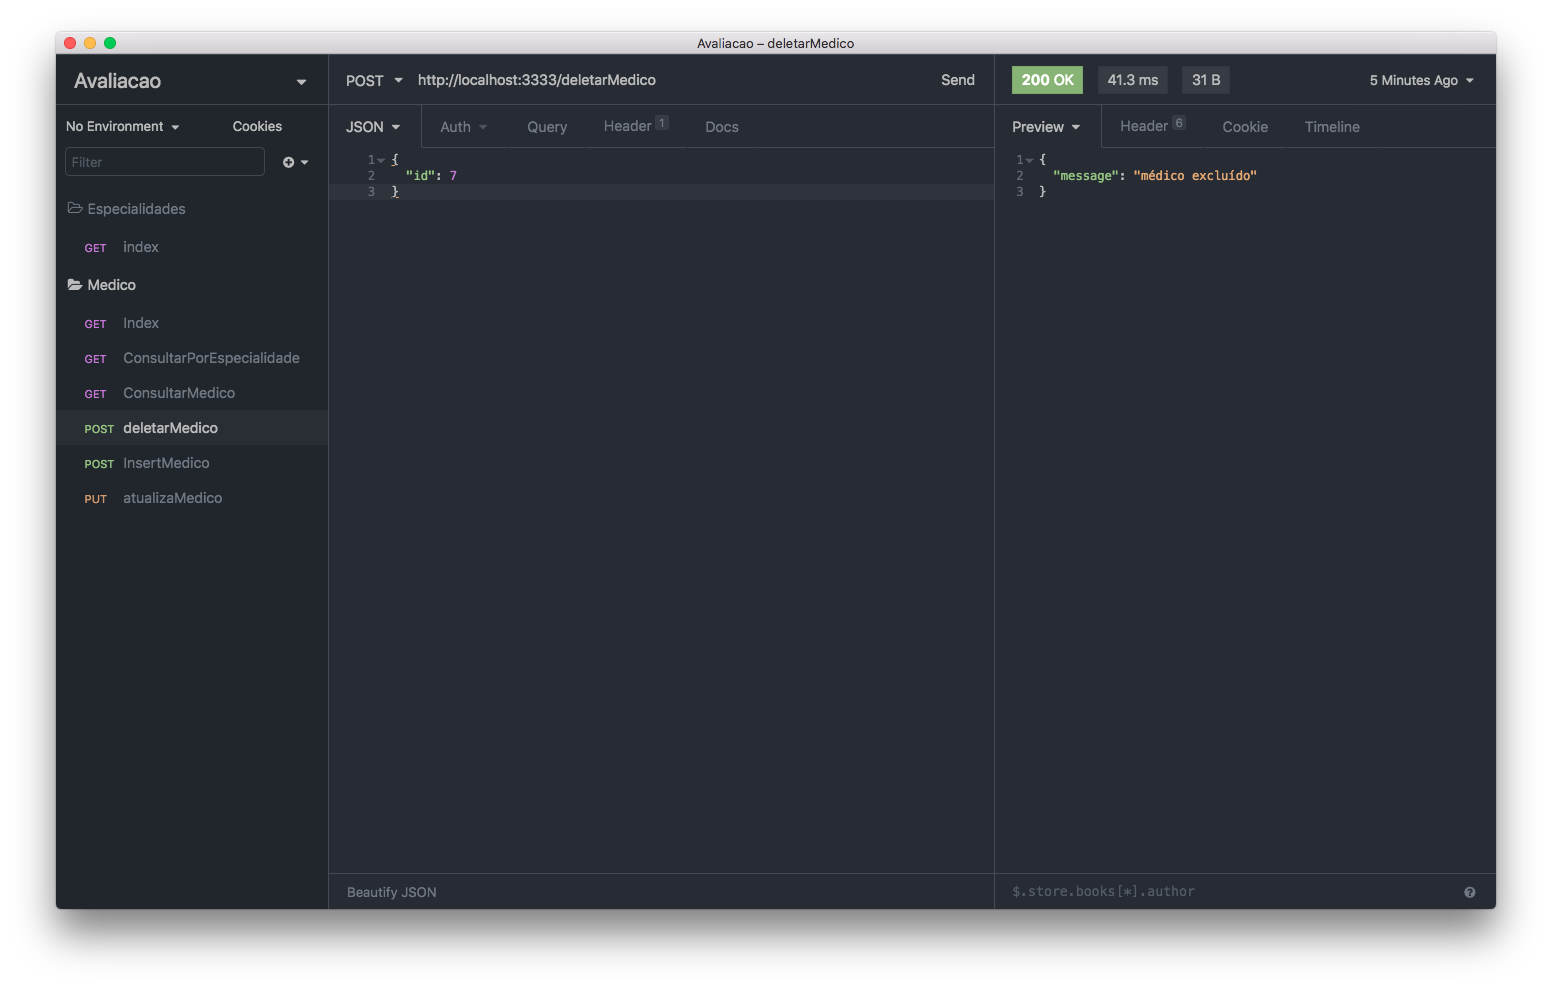 Avaliacao – deletarMedico
Avaliacao
No Environment
Cookies
Filter
Especialidades
GET index
Medico
GET Index
GET ConsultarPorEspecialidade
GET ConsultarMedico
POST deletarMedico
POST InsertMedico
PUT atualizaMedico
POST http://localhost:3333/deletarMedico Send
JSON Auth Query Header 1 Docs
1 {
2 "id": 7
3 }
Beautify JSON
200 OK 41.3 ms 31 B 5 Minutes Ago
Preview Header 6 Cookie Timeline
1 {
2 "message": "médico excluído"
3 }
$.store.books[*].author